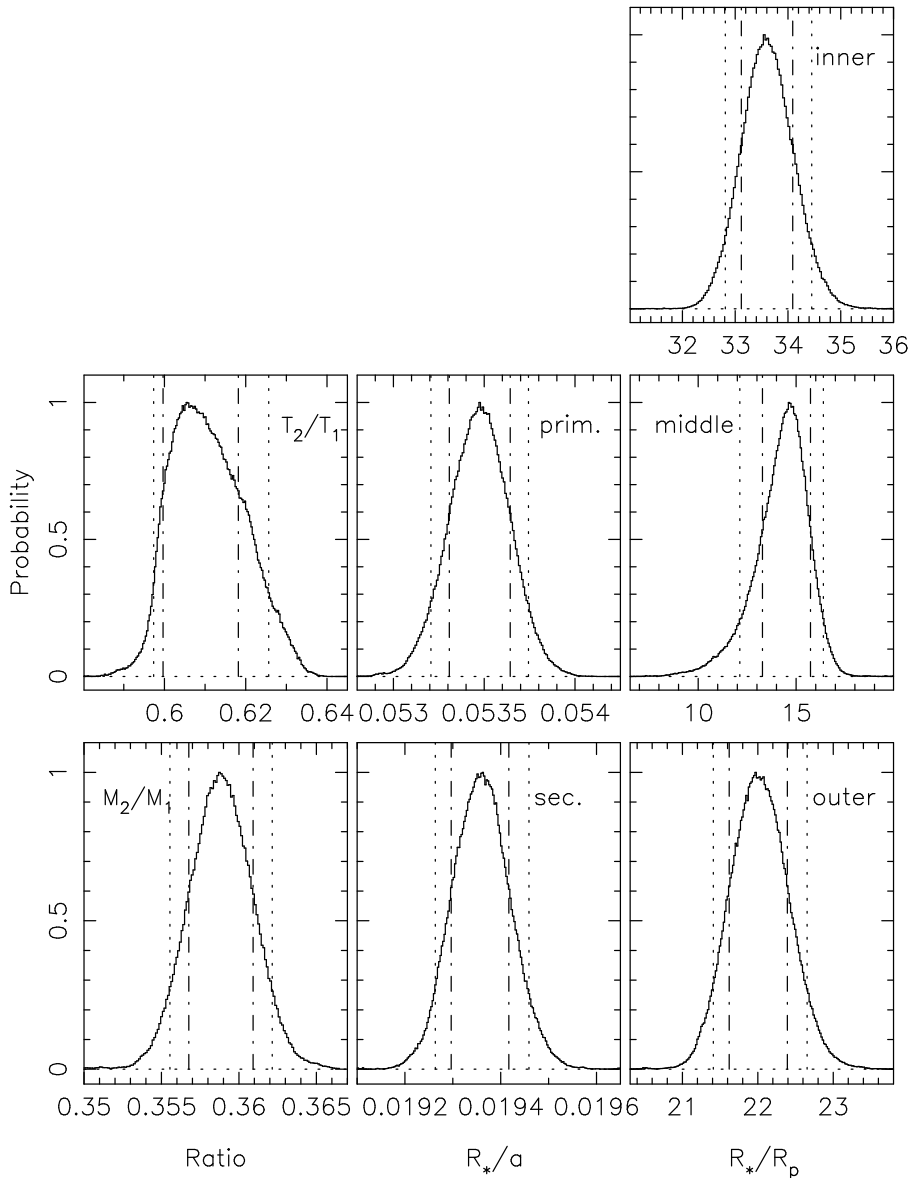 inner
32 33 34 35 36
Probability
1
0.5
0
T₂/T₁
0.6 0.62 0.64
prim.
0.053 0.0535 0.054
middle
10 15
1
0.5
0
M₂/M₁
0.35 0.355 0.36 0.365
sec.
0.0192 0.0194 0.0196
outer
21 22 23
Ratio
R*/a
R*/Rₚ